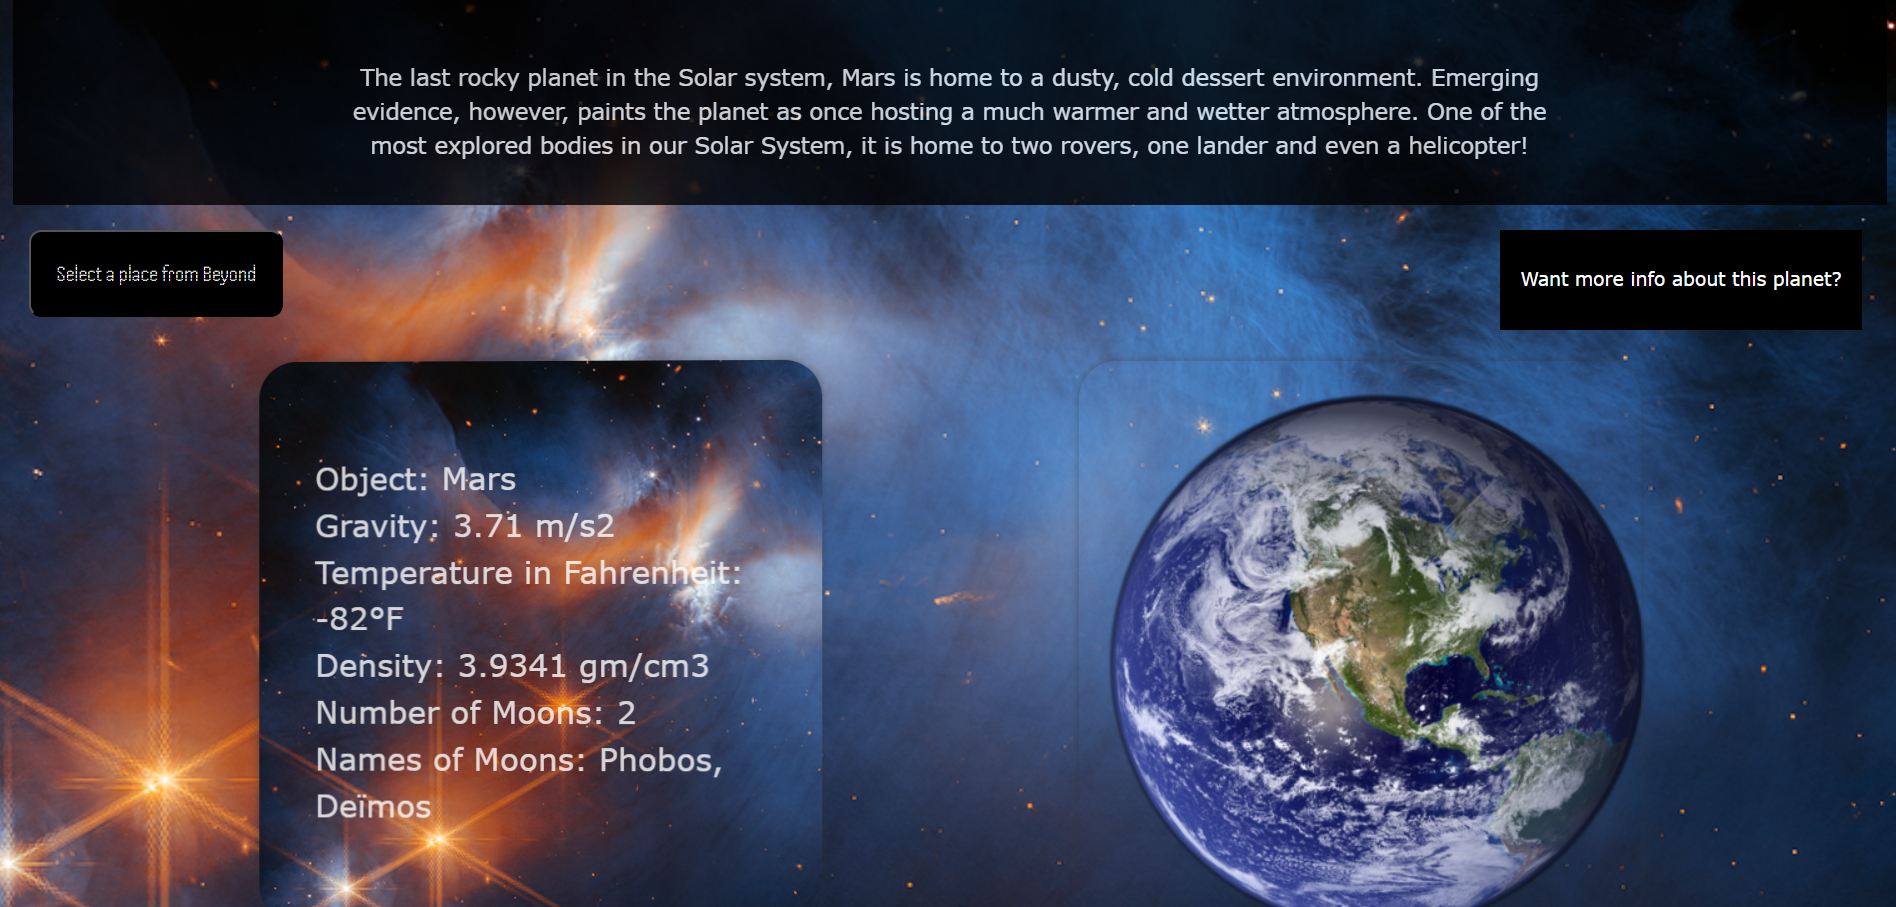 The last rocky planet in the Solar system, Mars is home to a dusty, cold dessert environment. Emerging
evidence, however, paints the planet as once hosting a much warmer and wetter atmosphere. One of the
most explored bodies in our Solar System, it is home to two rovers, one lander and even a helicopter!
Select a place from Beyond
Want more info about this planet?
Object: Mars
Gravity: 3.71 m/s2
Temperature in Fahrenheit:
-82°F
Density: 3.9341 gm/cm3
Number of Moons: 2
Names of Moons: Phobos,
Deïmos